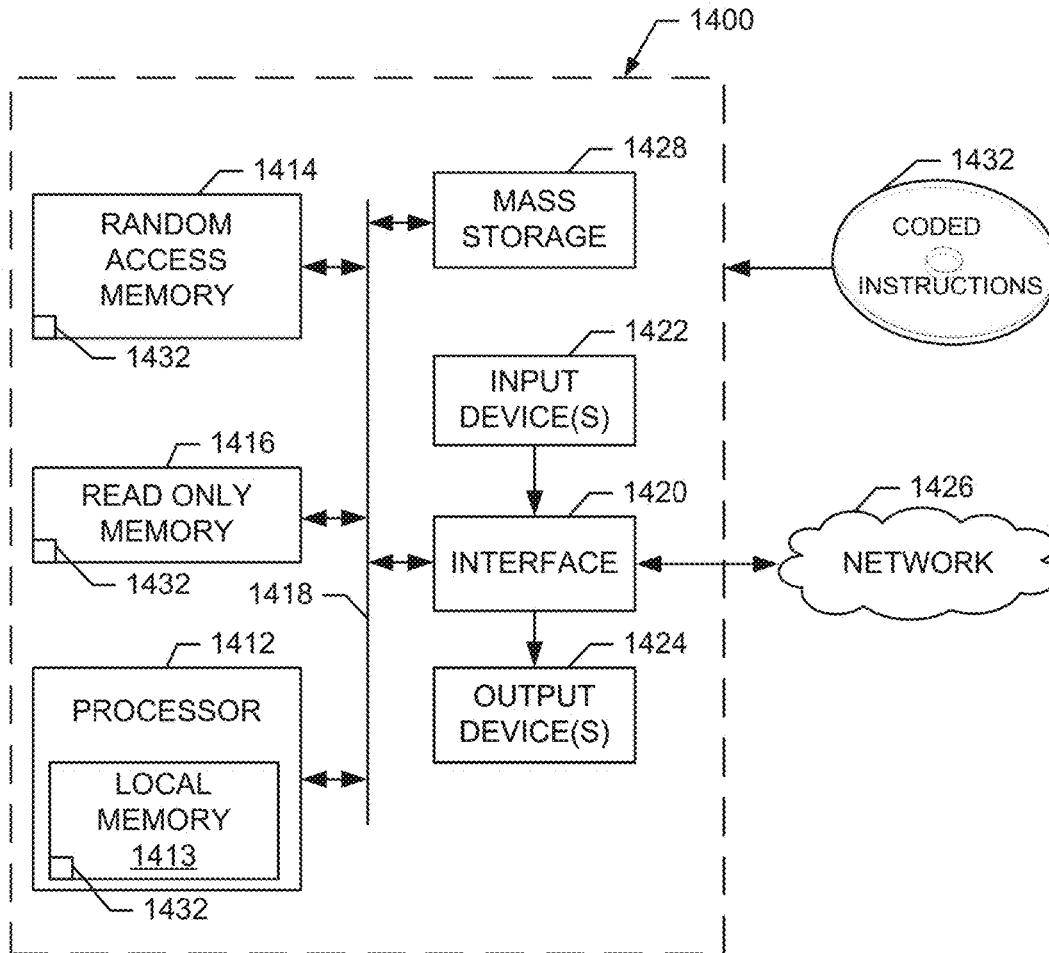 1400
1414
RANDOM
ACCESS
MEMORY
1432
1428
MASS
STORAGE
1432
CODED
INSTRUCTIONS
1422
INPUT
DEVICE(S)
1416
READ ONLY
MEMORY
1432
1418
1420
INTERFACE
1426
NETWORK
1412
PROCESSOR
LOCAL
MEMORY
1413
1432
1424
OUTPUT
DEVICE(S)